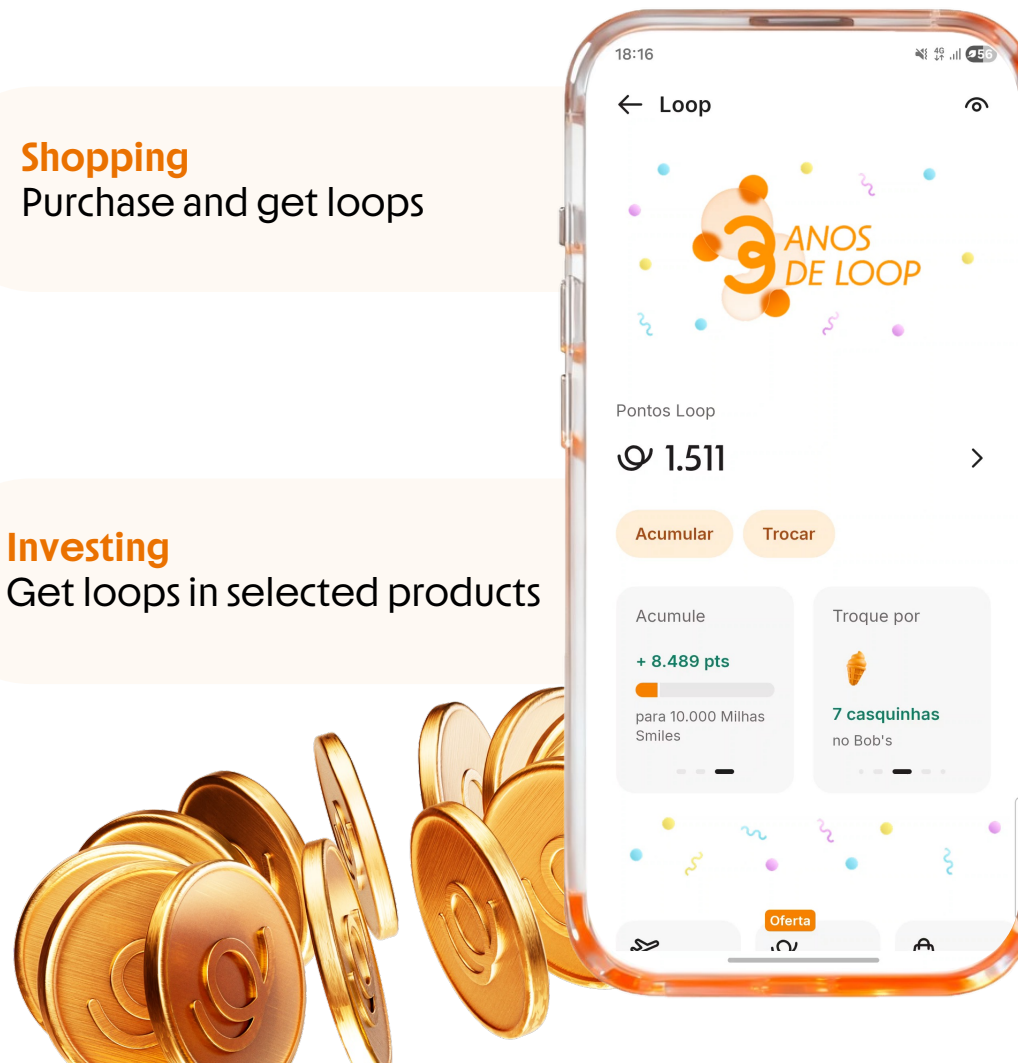 Shopping
Purchase and get loops
Investing
Get loops in selected products
18:16
4G
56
Loop
3 ANOS
DE LOOP
Pontos Loop
1.511
Acumular
Trocar
Acumule
+ 8.489 pts
para 10.000 Milhas
Smiles
Troque por
7 casquinhas
no Bob's
Oferta